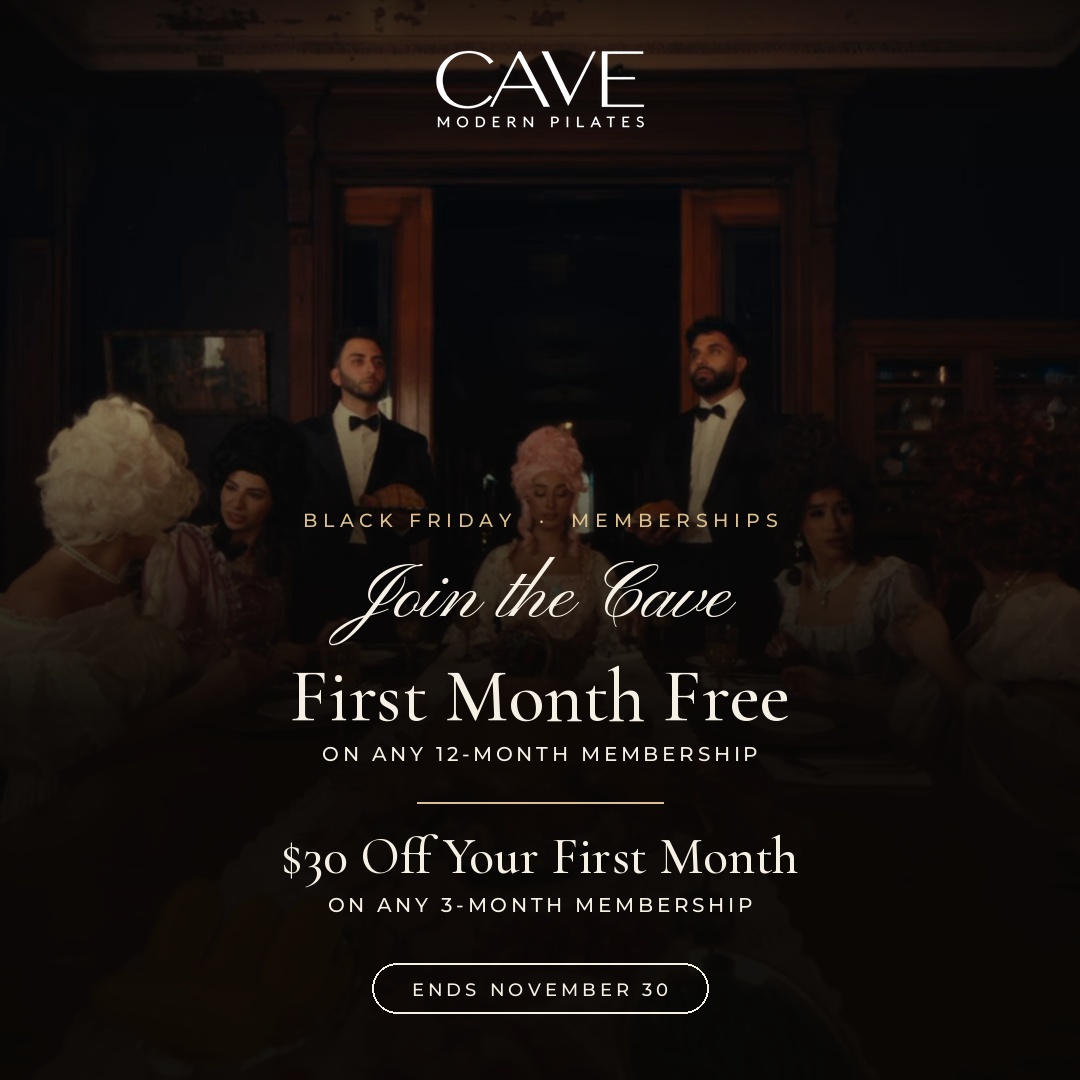 CAVE
MODERN PILATES
BLACK FRIDAY · MEMBERSHIPS
Join the Cave
First Month Free
ON ANY 12-MONTH MEMBERSHIP
$30 Off Your First Month
ON ANY 3-MONTH MEMBERSHIP
ENDS NOVEMBER 30